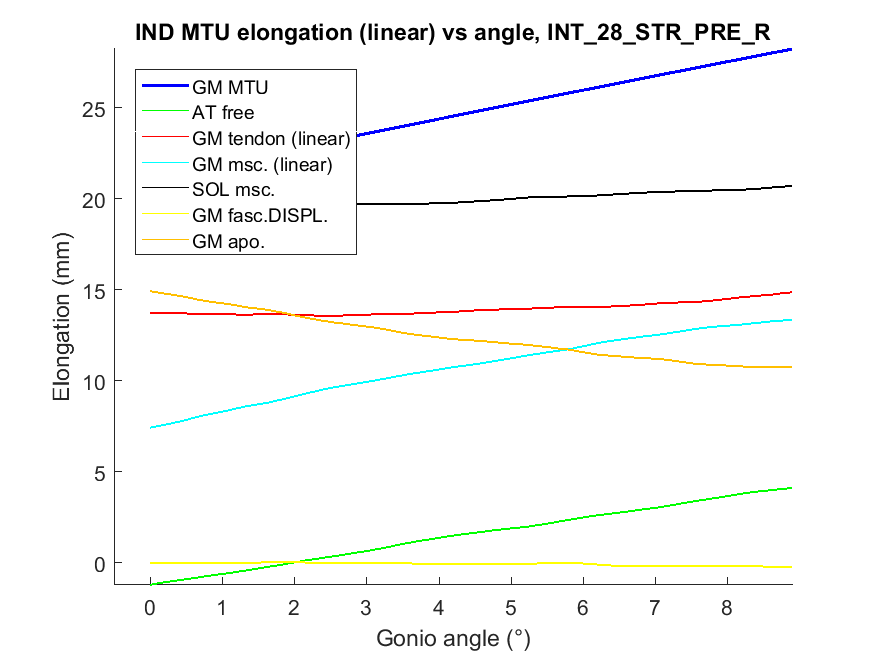 IND MTU elongation (linear) vs angle, INT_28_STR_PRE_R
GM MTU
AT free
GM tendon (linear)
GM msc. (linear)
SOL msc.
GM fasc.DISPL.
GM apo.
25
20
15
10
5
0
Elongation (mm)
0 1 2 3 4 5 6 7 8
Gonio angle (°)